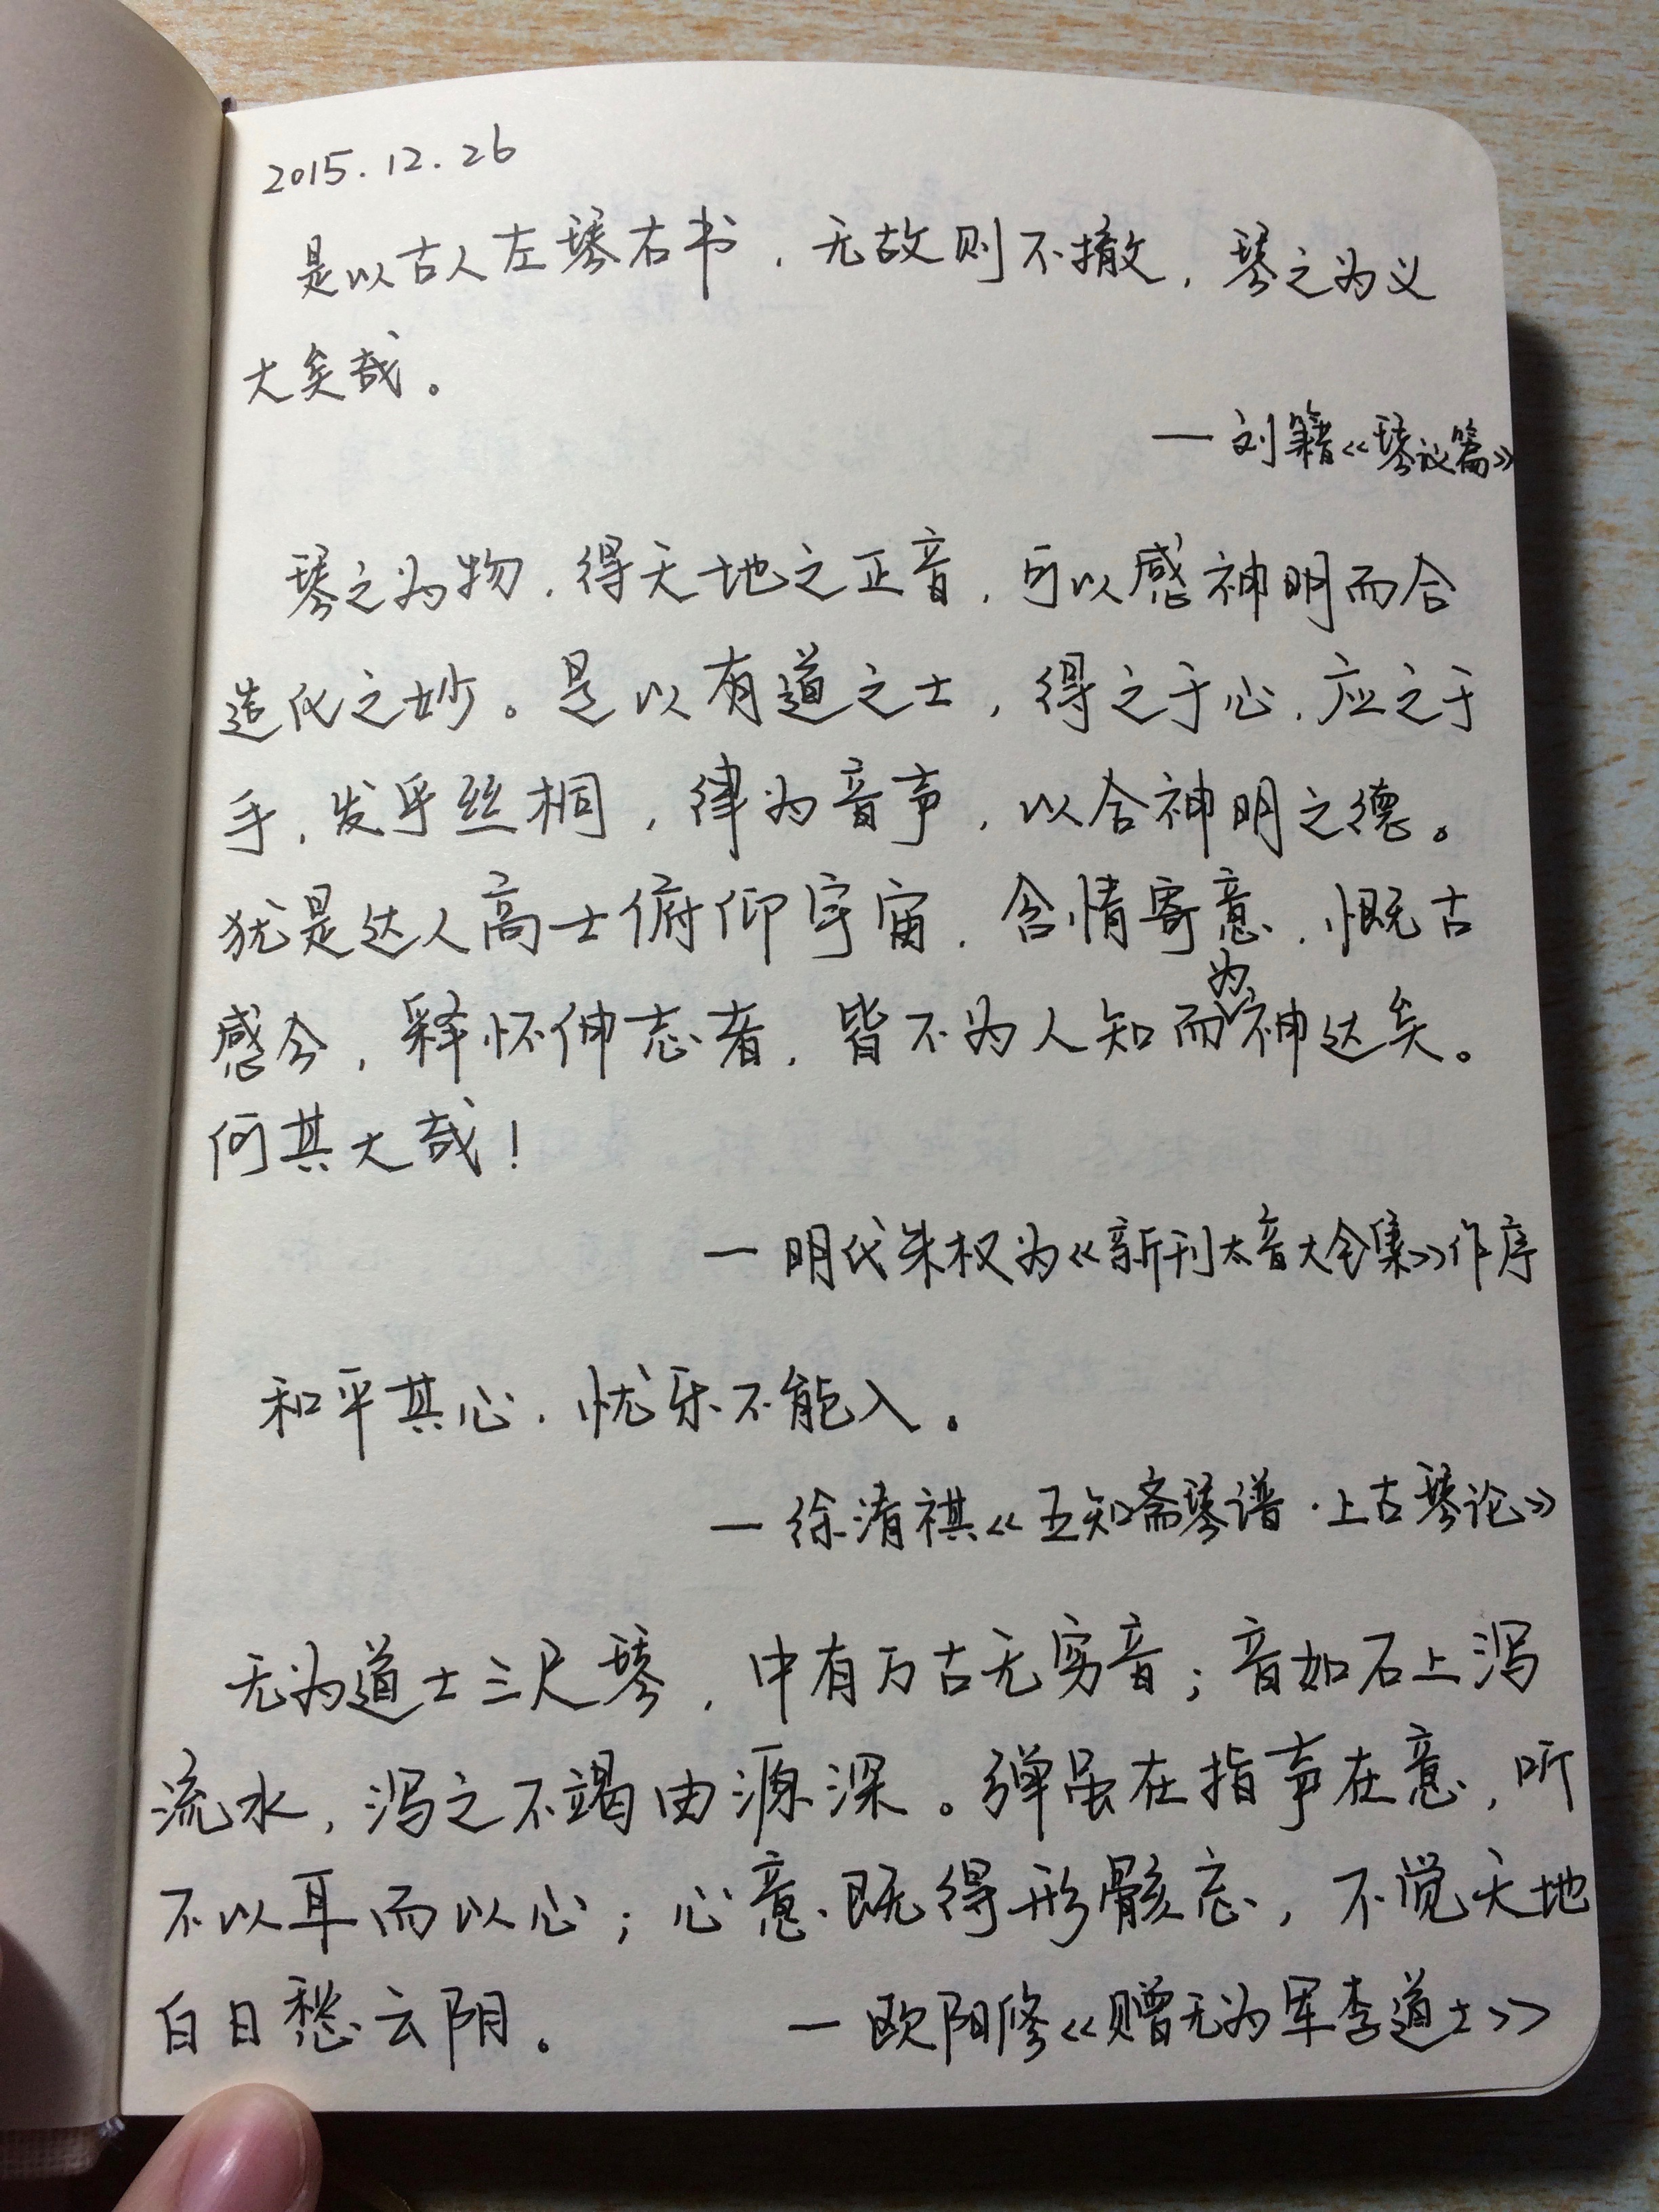 2015.12.26
是以古人左琴右书，无故则不撤，琴之为义
大矣哉。
—刘籍《琴议篇》
琴之为物，得天地之正音，可以感神明而合
造化之妙。是以有道之士，得之于心，应之于
手，发乎丝桐，律为音声，以合神明之德。
犹是达人高士俯仰宇宙，含情寄意，慨古
感今，释怀伸志者，皆不为人知而为神达矣。
何其大哉！
—明代朱权为《新刊太音大全集》作序
和平其心，忧乐不能入。
—徐淯祺《五知斋琴谱·上古琴论》
无为道士三尺琴，中有万古无穷音；音如石上泻
流水，泻之不竭由源深。弹虽在指声在意，听
不以耳而以心；心意既得形骸忘，不觉天地
白日愁云阴。 —欧阳修《赠无为军李道士》